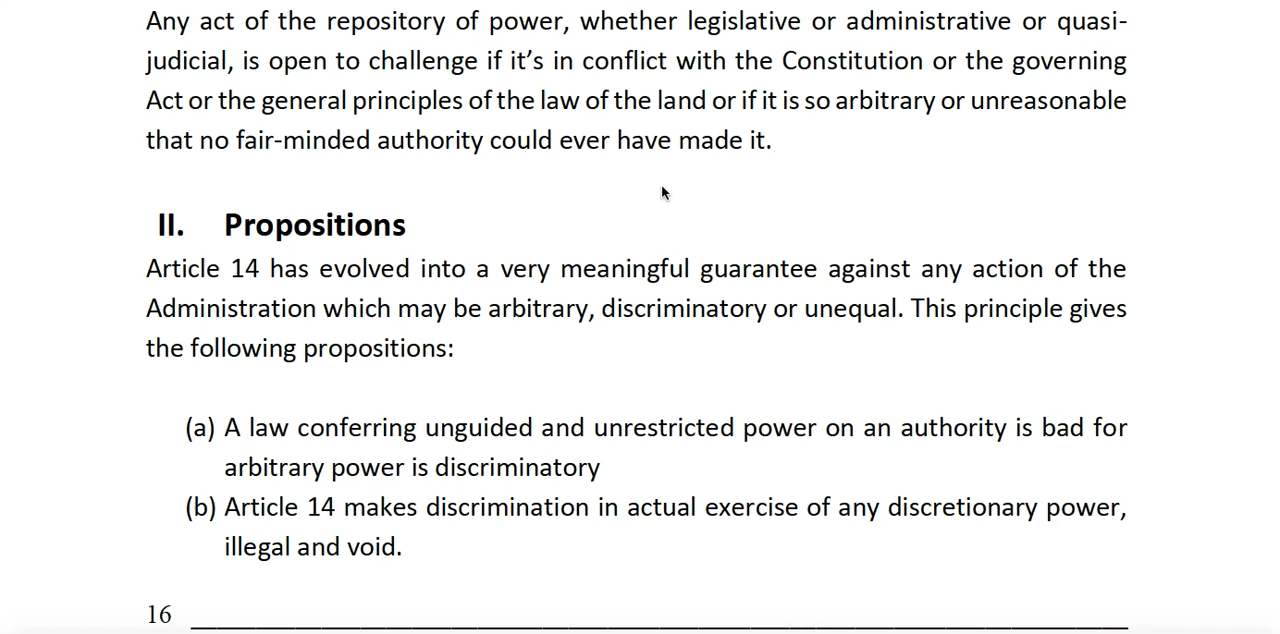 Any act of the repository of power, whether legislative or administrative or quasi-
judicial, is open to challenge if it’s in conflict with the Constitution or the governing
Act or the general principles of the law of the land or if it is so arbitrary or unreasonable
that no fair-minded authority could ever have made it.
II. Propositions
Article 14 has evolved into a very meaningful guarantee against any action of the
Administration which may be arbitrary, discriminatory or unequal. This principle gives
the following propositions:
(a) A law conferring unguided and unrestricted power on an authority is bad for
arbitrary power is discriminatory
(b) Article 14 makes discrimination in actual exercise of any discretionary power,
illegal and void.
16